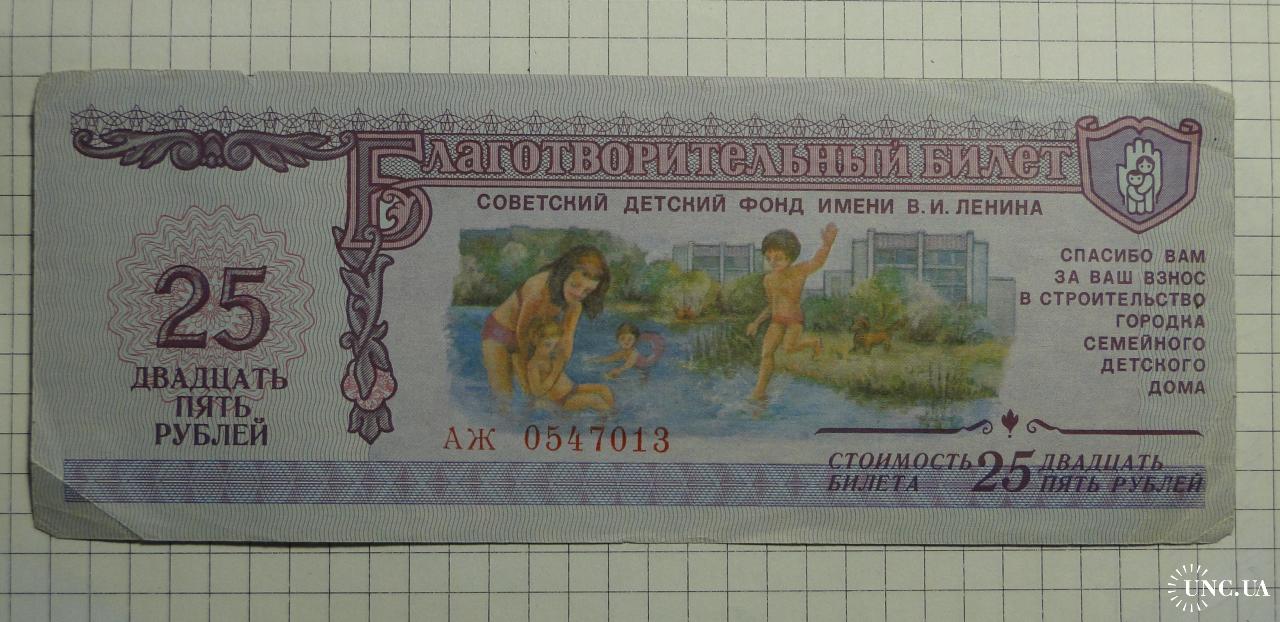 Благотворительный билет
СОВЕТСКИЙ ДЕТСКИЙ ФОНД ИМЕНИ В.И. ЛЕНИНА
25
ДВАДЦАТЬ
ПЯТЬ
РУБЛЕЙ
СПАСИБО ВАМ
ЗА ВАШ ВЗНОС
В СТРОИТЕЛЬСТВО
ГОРОДКА
СЕМЕЙНОГО
ДЕТСКОГО
ДОМА
АЖ 0547013
СТОИМОСТЬ
БИЛЕТА
25
ДВАДЦАТЬ
ПЯТЬ РУБЛЕЙ
UNC.UA